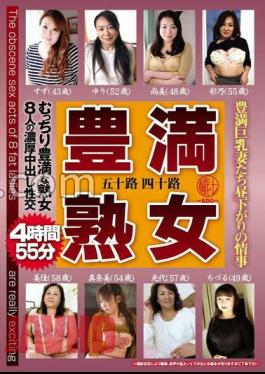 The obscene sex acts of 8 fat ladies
are really exciting
すず(43歳)
ゆり(52歳)
尚美(48歳)
彩乃(55歳)
豊満巨乳妻たち昼下がりの情事
むっちり豊満な熟女
8人の濃厚中出し性交
4時間
55分
豊満
五十路 四十路
熟女
―EDO―
美佳(58歳)
真奈美(54歳)
光代(57歳)
ちづる(49歳)